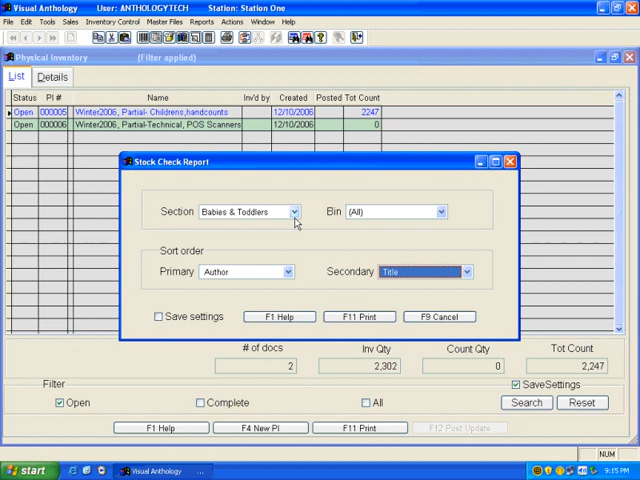 Visual Anthology User: ANTHOLOGYTECH Station: Station One
File Edit Tools Sales Inventory Control Master Files Report Actions Window Help
Physical Inventory (Filter applied)
List Details
Status PI # Name Inv'd by Created Posted Tot Count
Open 000005 Winter2006, Partial- Childrens,handcounts 12/10/2006 2247
Open 000006 Winter2006, Partial-Technical, POS Scanners 12/10/2006 0
Stock Check Report
Section Babies & Toddlers Bin (All)
Sort order
Primary Author Secondary Title
Save settings F1 Help F11 Print F9 Cancel
# of docs Inv Qty Count Qty Tot Count
2 2,302 0 2,247
Filter SaveSettings
Open Complete All Search Reset
F1 Help F4 New PI F11 Print F12 Post Update
NUM
start Visual Anthology ... 9:15 PM